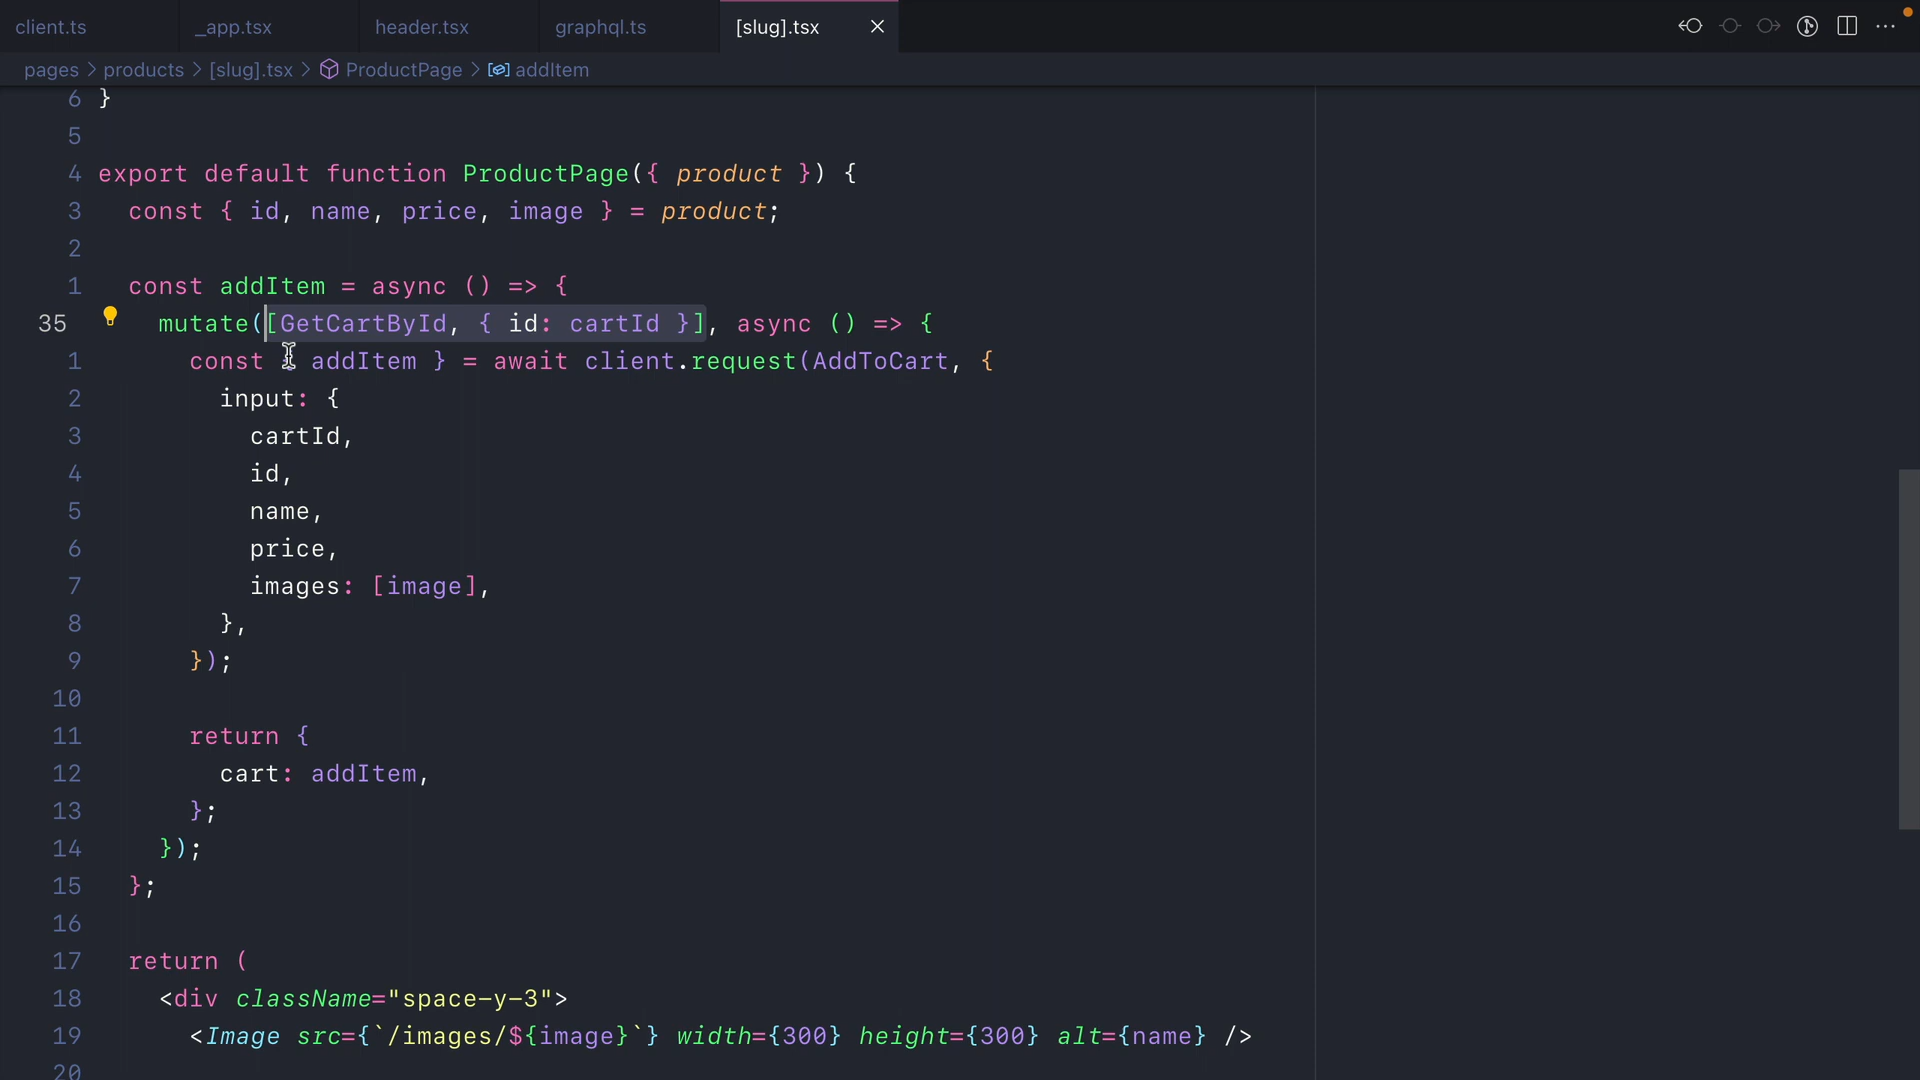 client.ts _app.tsx header.tsx graphql.ts [slug].tsx
pages > products > [slug].tsx > ProductPage > addItem
6 }
5
4 export default function ProductPage({ product }) {
3 const { id, name, price, image } = product;
2
1 const addItem = async () => {
35 mutate([GetCartById, { id: cartId }], async () => {
1 const { addItem } = await client.request(AddToCart, {
2 input: {
3 cartId,
4 id,
5 name,
6 price,
7 images: [image],
8 },
9 });
10
11 return {
12 cart: addItem,
13 };
14 });
15 };
16
17 return (
18 <div className="space-y-3">
19 <Image src={`/images/${image}`} width={300} height={300} alt={name} />
20